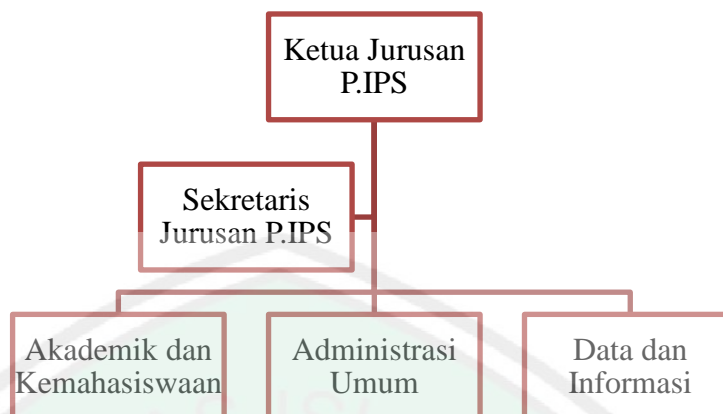 Ketua Jurusan
P.IPS
Sekretaris
Jurusan P.IPS
Akademik dan
Kemahasiswaan
Administrasi
Umum
Data dan
Informasi